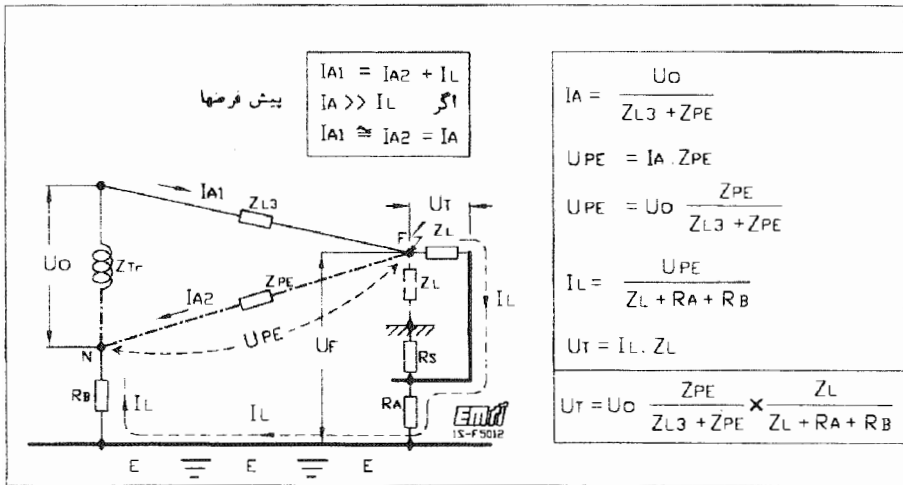 پیش فرضها
IA1 = IA2 + IL
اگر IA >> IL
IA1 ≅ IA2 = IA
IA1
ZL3
UT
ZL
F
UO
ZTr
ZPE
ZL
IL
IA2
UPE
UF
N
RS
RB
IL
IL
RA
Emti
IS-F5012
E E E
IA = UO / (ZL3 + ZPE)
UPE = IA . ZPE
UPE = UO ZPE / (ZL3 + ZPE)
IL = UPE / (ZL + RA + RB)
UT = IL . ZL
UT = UO ZPE / (ZL3 + ZPE) × ZL / (ZL + RA + RB)